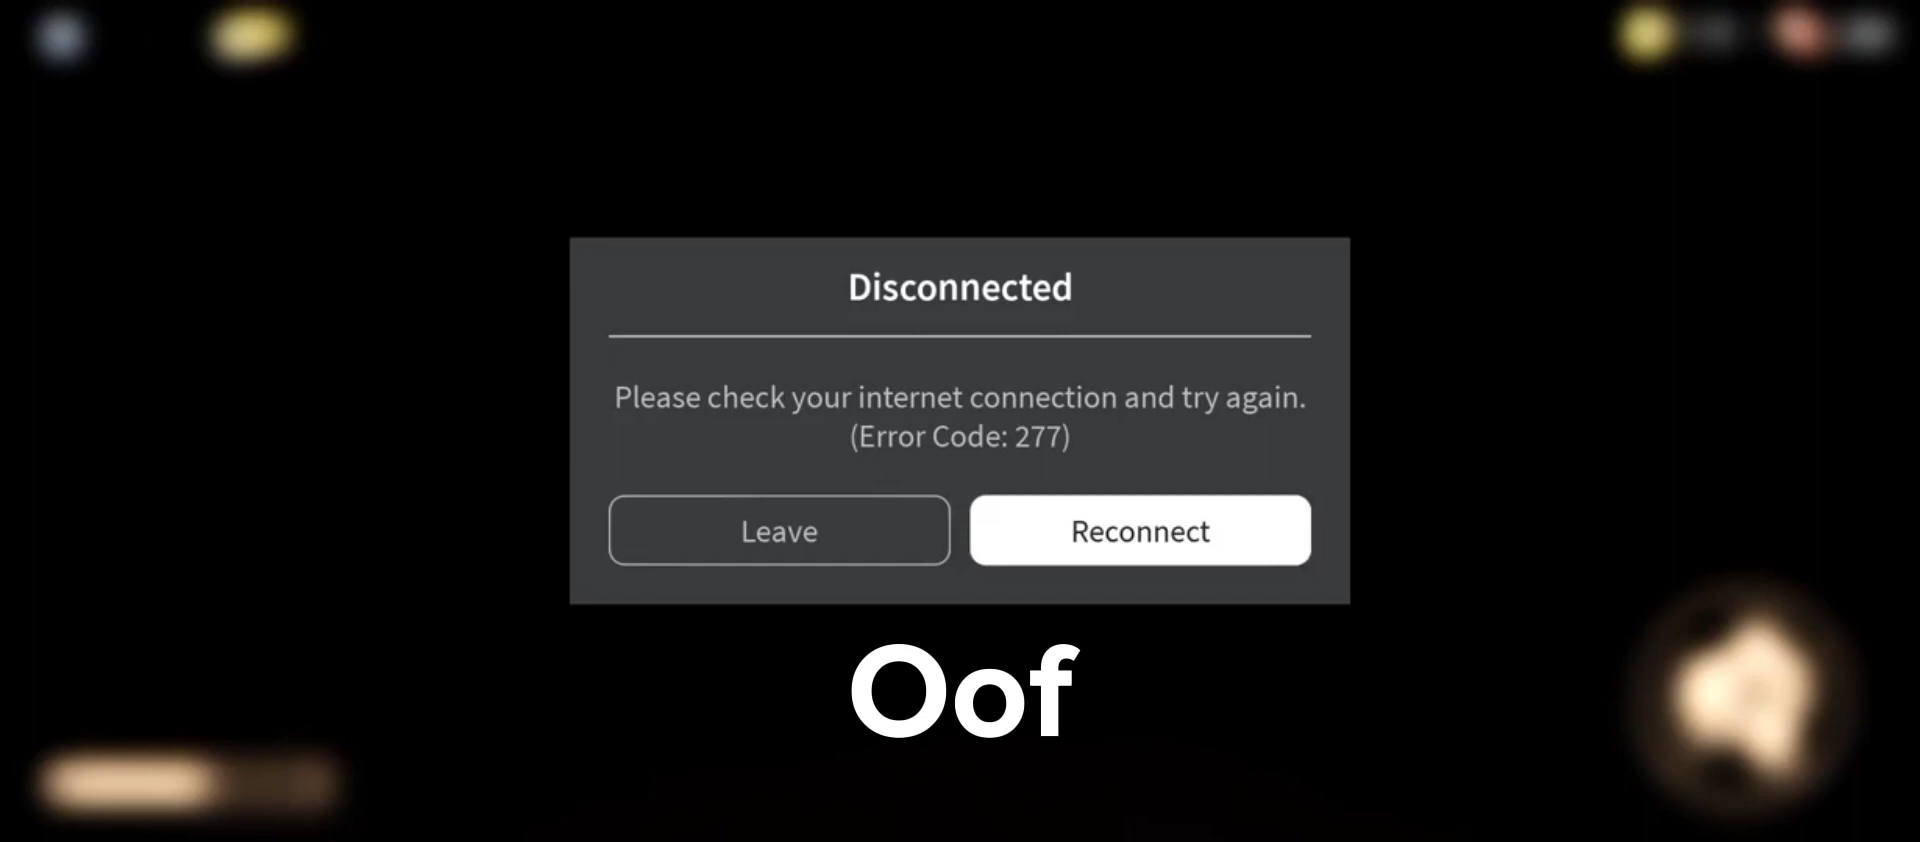 Disconnected
Please check your internet connection and try again.
(Error Code: 277)
Leave
Reconnect
Oof